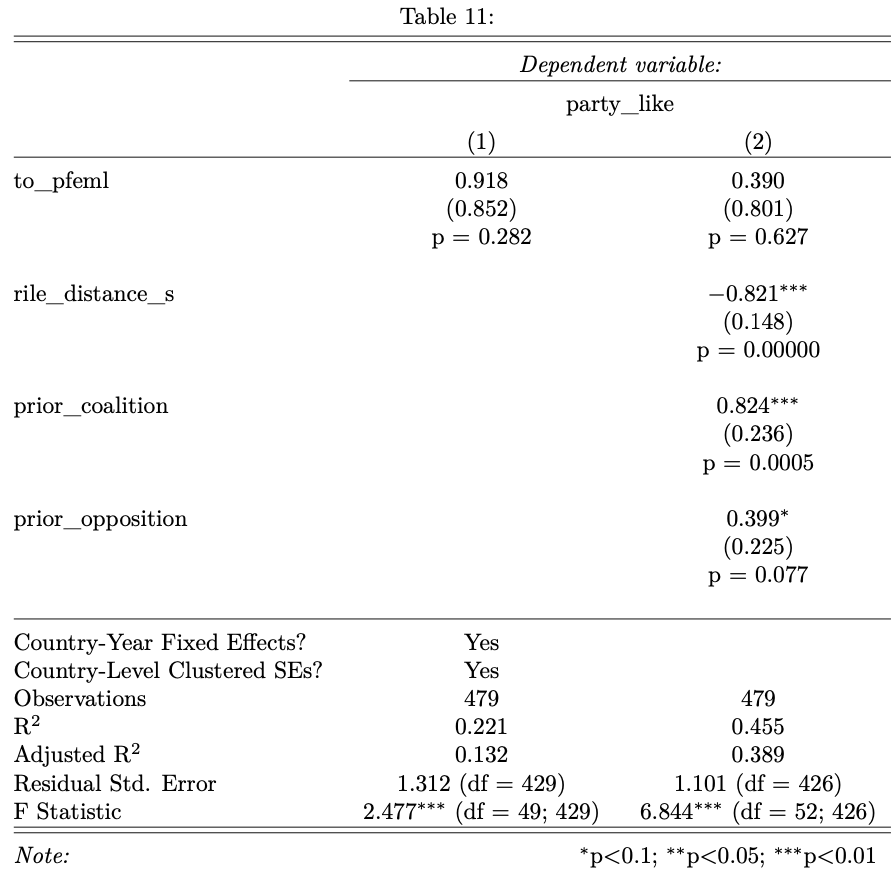 Table 11:
Dependent variable:
party_like
(1) (2)
to_pfeml 0.918 0.390
(0.852) (0.801)
p = 0.282 p = 0.627
rile_distance_s −0.821***
(0.148)
p = 0.00000
prior_coalition 0.824***
(0.236)
p = 0.0005
prior_opposition 0.399*
(0.225)
p = 0.077
Country-Year Fixed Effects? Yes
Country-Level Clustered SEs? Yes
Observations 479 479
R² 0.221 0.455
Adjusted R² 0.132 0.389
Residual Std. Error 1.312 (df = 429) 1.101 (df = 426)
F Statistic 2.477*** (df = 49; 429) 6.844*** (df = 52; 426)
Note: *p<0.1; **p<0.05; ***p<0.01